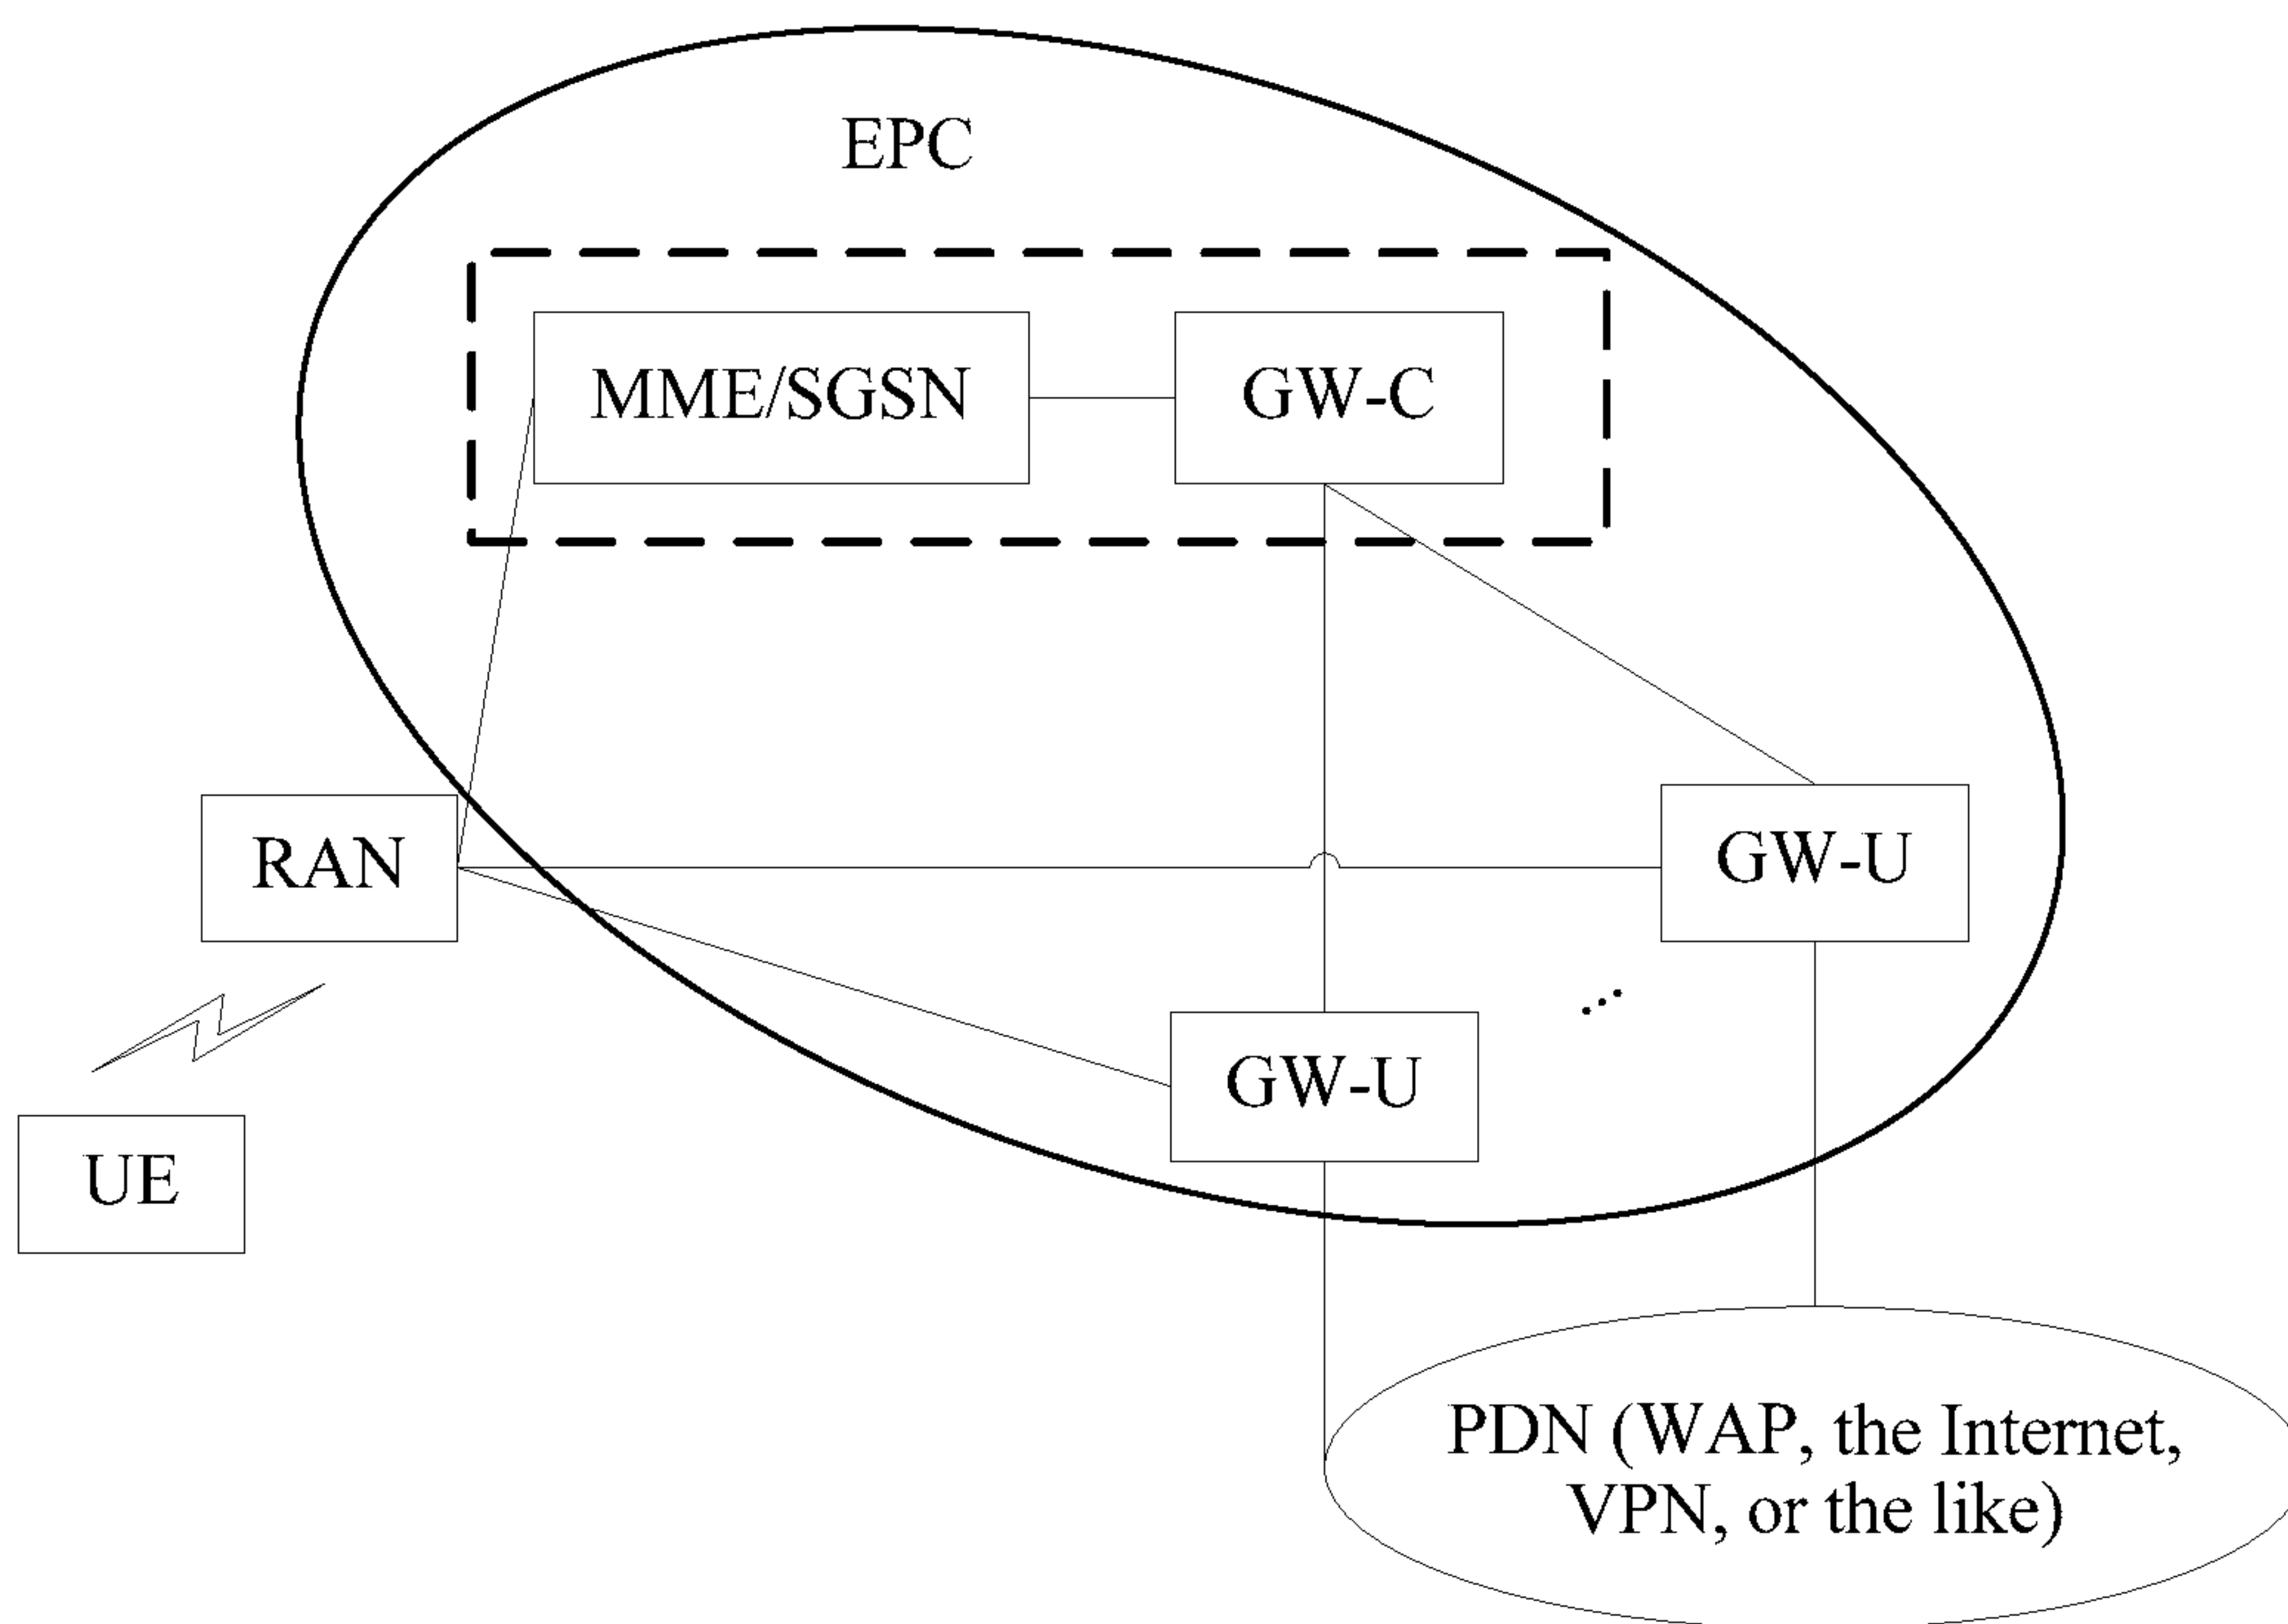 EPC
MME/SGSN
GW-C
RAN
GW-U
GW-U
UE
PDN (WAP, the Internet,
VPN, or the like)